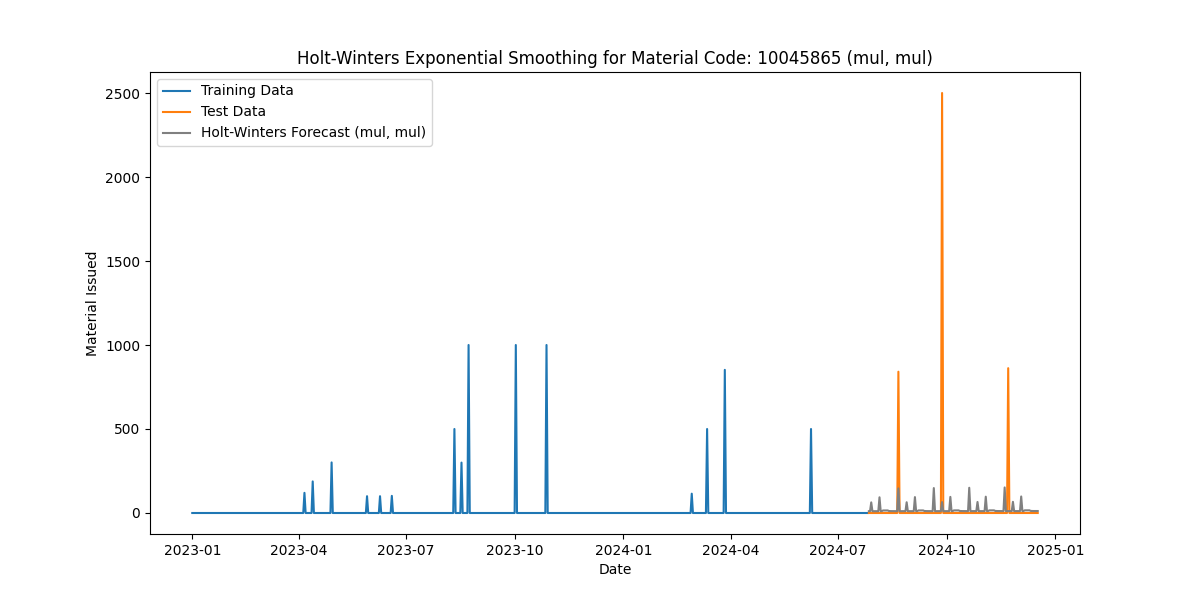 Holt-Winters Exponential Smoothing for Material Code: 10045865 (mul, mul)
Training Data
Test Data
Holt-Winters Forecast (mul, mul)
Material Issued
2500
2000
1500
1000
500
0
2023-01 2023-04 2023-07 2023-10 2024-01 2024-04 2024-07 2024-10 2025-01
Date